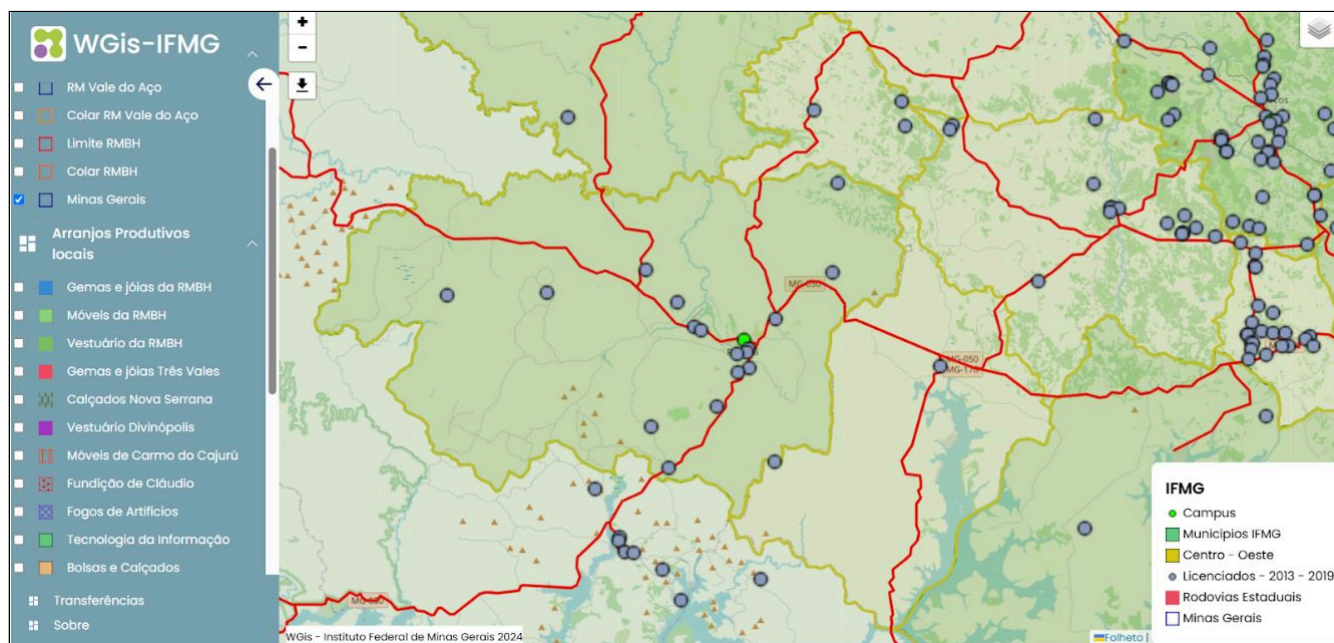 WGis-IFMG
RM Vale do Aço
Colar RM Vale do Aço
Limite RMBH
Colar RMBH
Minas Gerais
Arranjos Produtivos
locais
Gemas e jóias da RMBH
Móveis da RMBH
Vestuário da RMBH
Gemas e jóias Três Vales
Calçados Nova Serrana
Vestuário Divinópolis
Móveis de Carmo do Cajurú
Fundição de Cláudio
Fogos de Artifícios
Tecnologia da Informação
Bolsas e Calçados
Transferências
Sobre
+
−
MG-050
MG-050
MG-170
MG-050
WGis - Instituto Federal de Minas Gerais 2024
IFMG
Campus
Municípios IFMG
Centro - Oeste
Licenciados - 2013 - 2019
Rodovias Estaduais
Minas Gerais
Folheto |